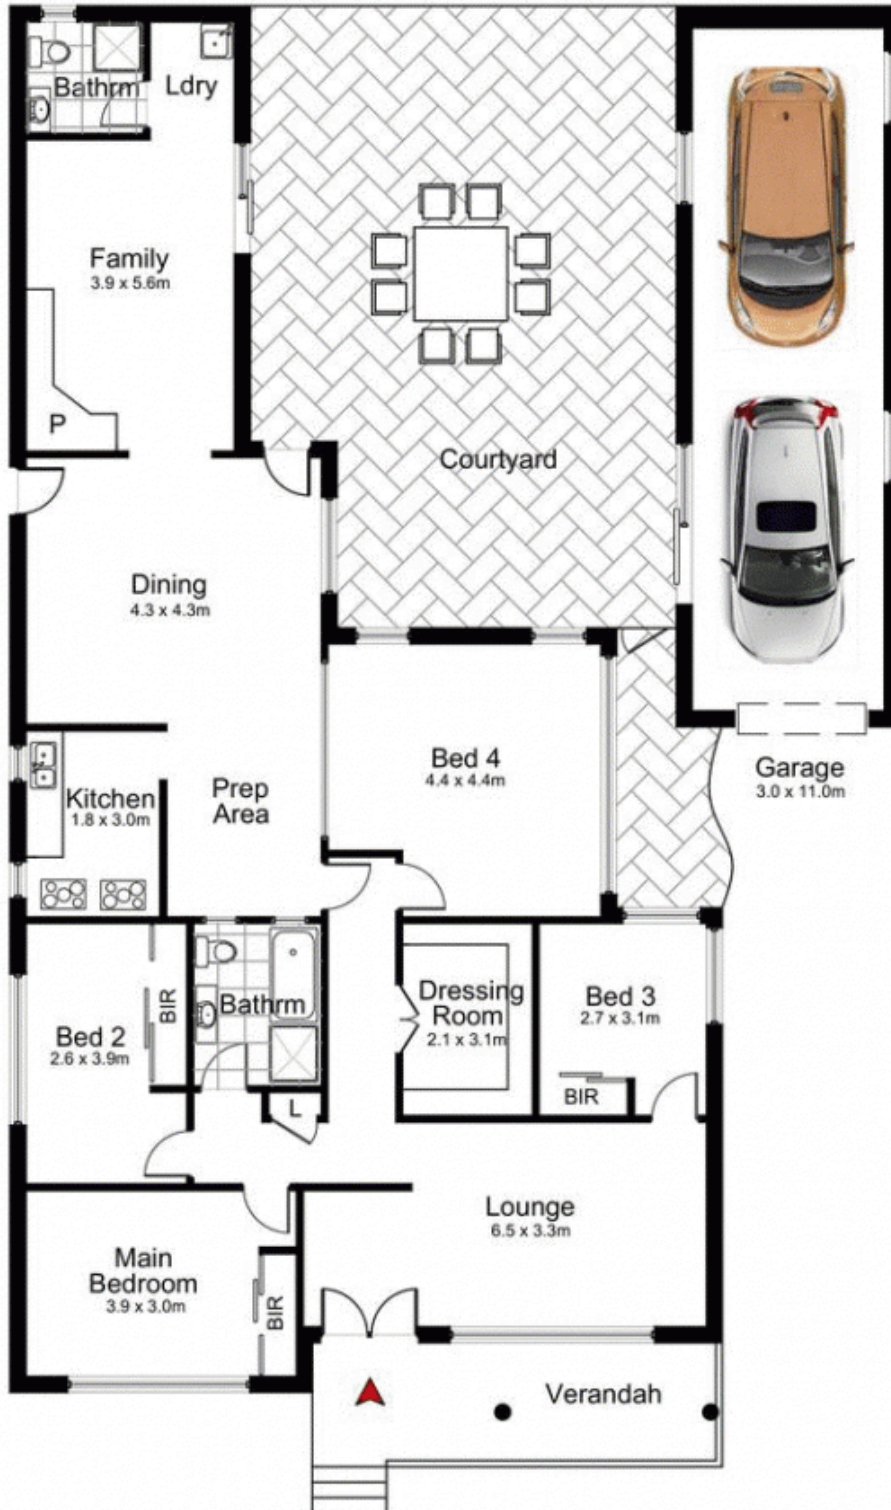 Bathrm
Ldry
Family
3.9 x 5.6m
P
Courtyard
Dining
4.3 x 4.3m
Bed 4
4.4 x 4.4m
Garage
3.0 x 11.0m
Kitchen
1.8 x 3.0m
Prep
Area
Bed 2
2.6 x 3.9m
BIR
Bathrm
Dressing
Room
2.1 x 3.1m
Bed 3
2.7 x 3.1m
BIR
L
Lounge
6.5 x 3.3m
Main
Bedroom
3.9 x 3.0m
BIR
Verandah